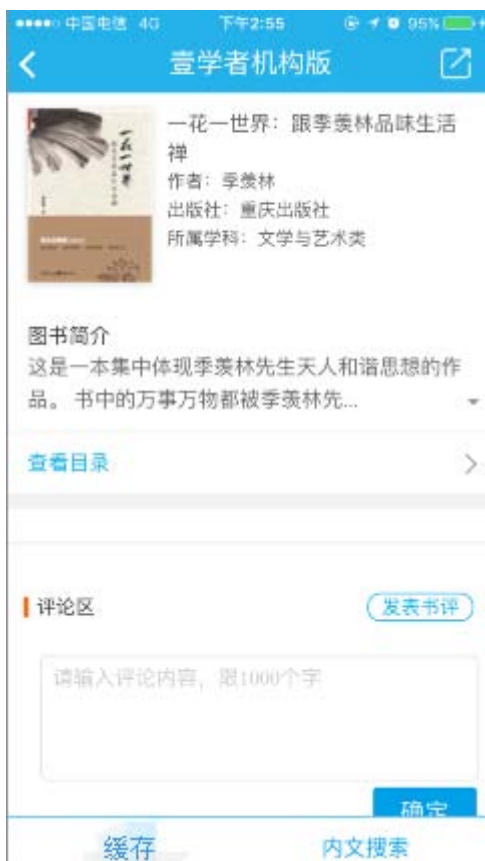 中国电信 4G 下午2:55 95%
壹学者机构版
一花一世界
一花一世界：跟季羡林品味生活
禅
作者：季羡林
出版社：重庆出版社
所属学科：文学与艺术类
图书简介
这是一本集中体现季羡林先生天人和谐思想的作
品。 书中的万事万物都被季羡林先...
查看目录
评论区 发表书评
请输入评论内容，限1000个字
确定
缓存 内文搜索